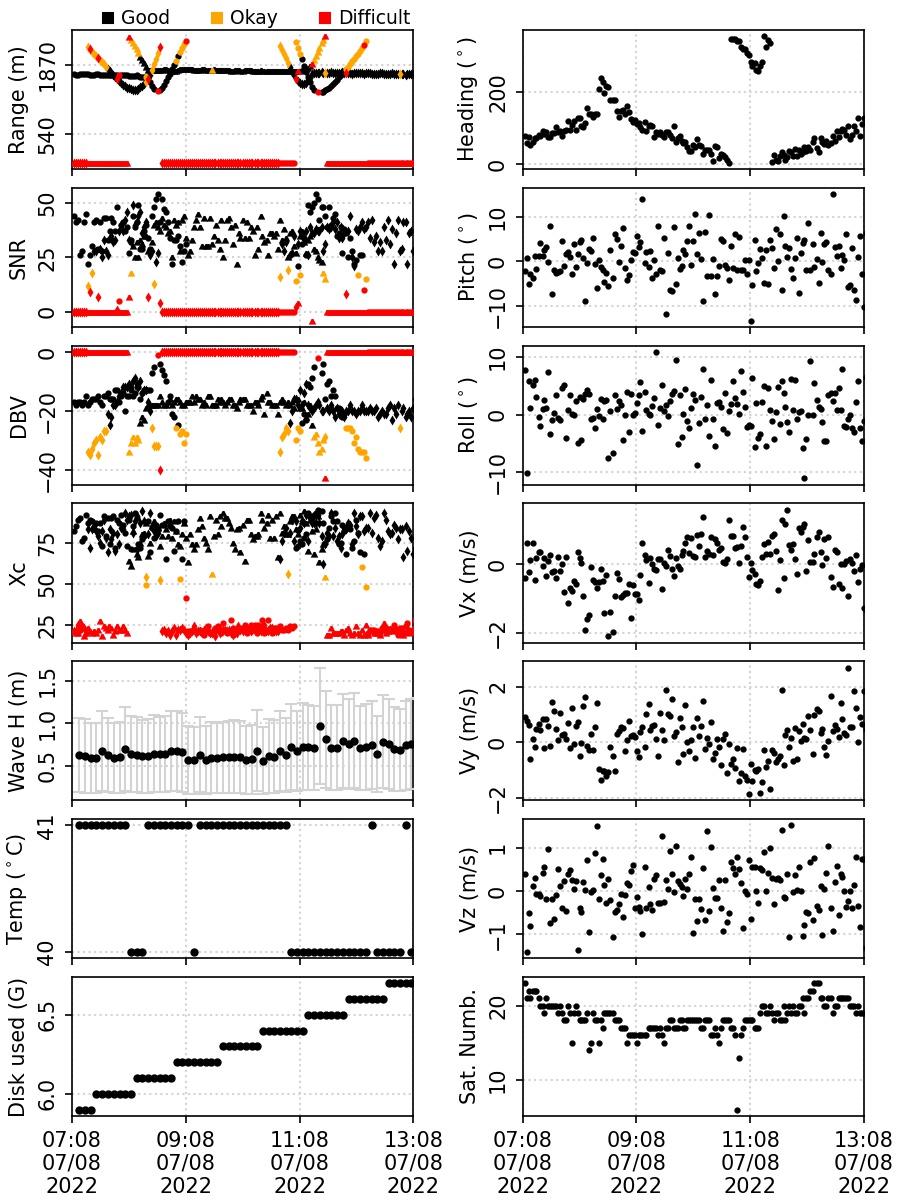 Good Okay Difficult
Range (m)
1870
540
Heading (°)
200
0
SNR
50
25
0
Pitch (°)
10
0
−10
DBV
0
−20
−40
Roll (°)
10
0
−10
Xc
75
50
25
Vx (m/s)
0
−2
Wave H (m)
1.5
1.0
0.5
Vy (m/s)
2
0
−2
Temp (°C)
41
40
Vz (m/s)
1
0
−1
Disk used (G)
6.5
6.0
Sat. Numb.
20
10
07:08 09:08 11:08 13:08 07:08 09:08 11:08 13:08
07/08 07/08 07/08 07/08 07/08 07/08 07/08 07/08
2022 2022 2022 2022 2022 2022 2022 2022